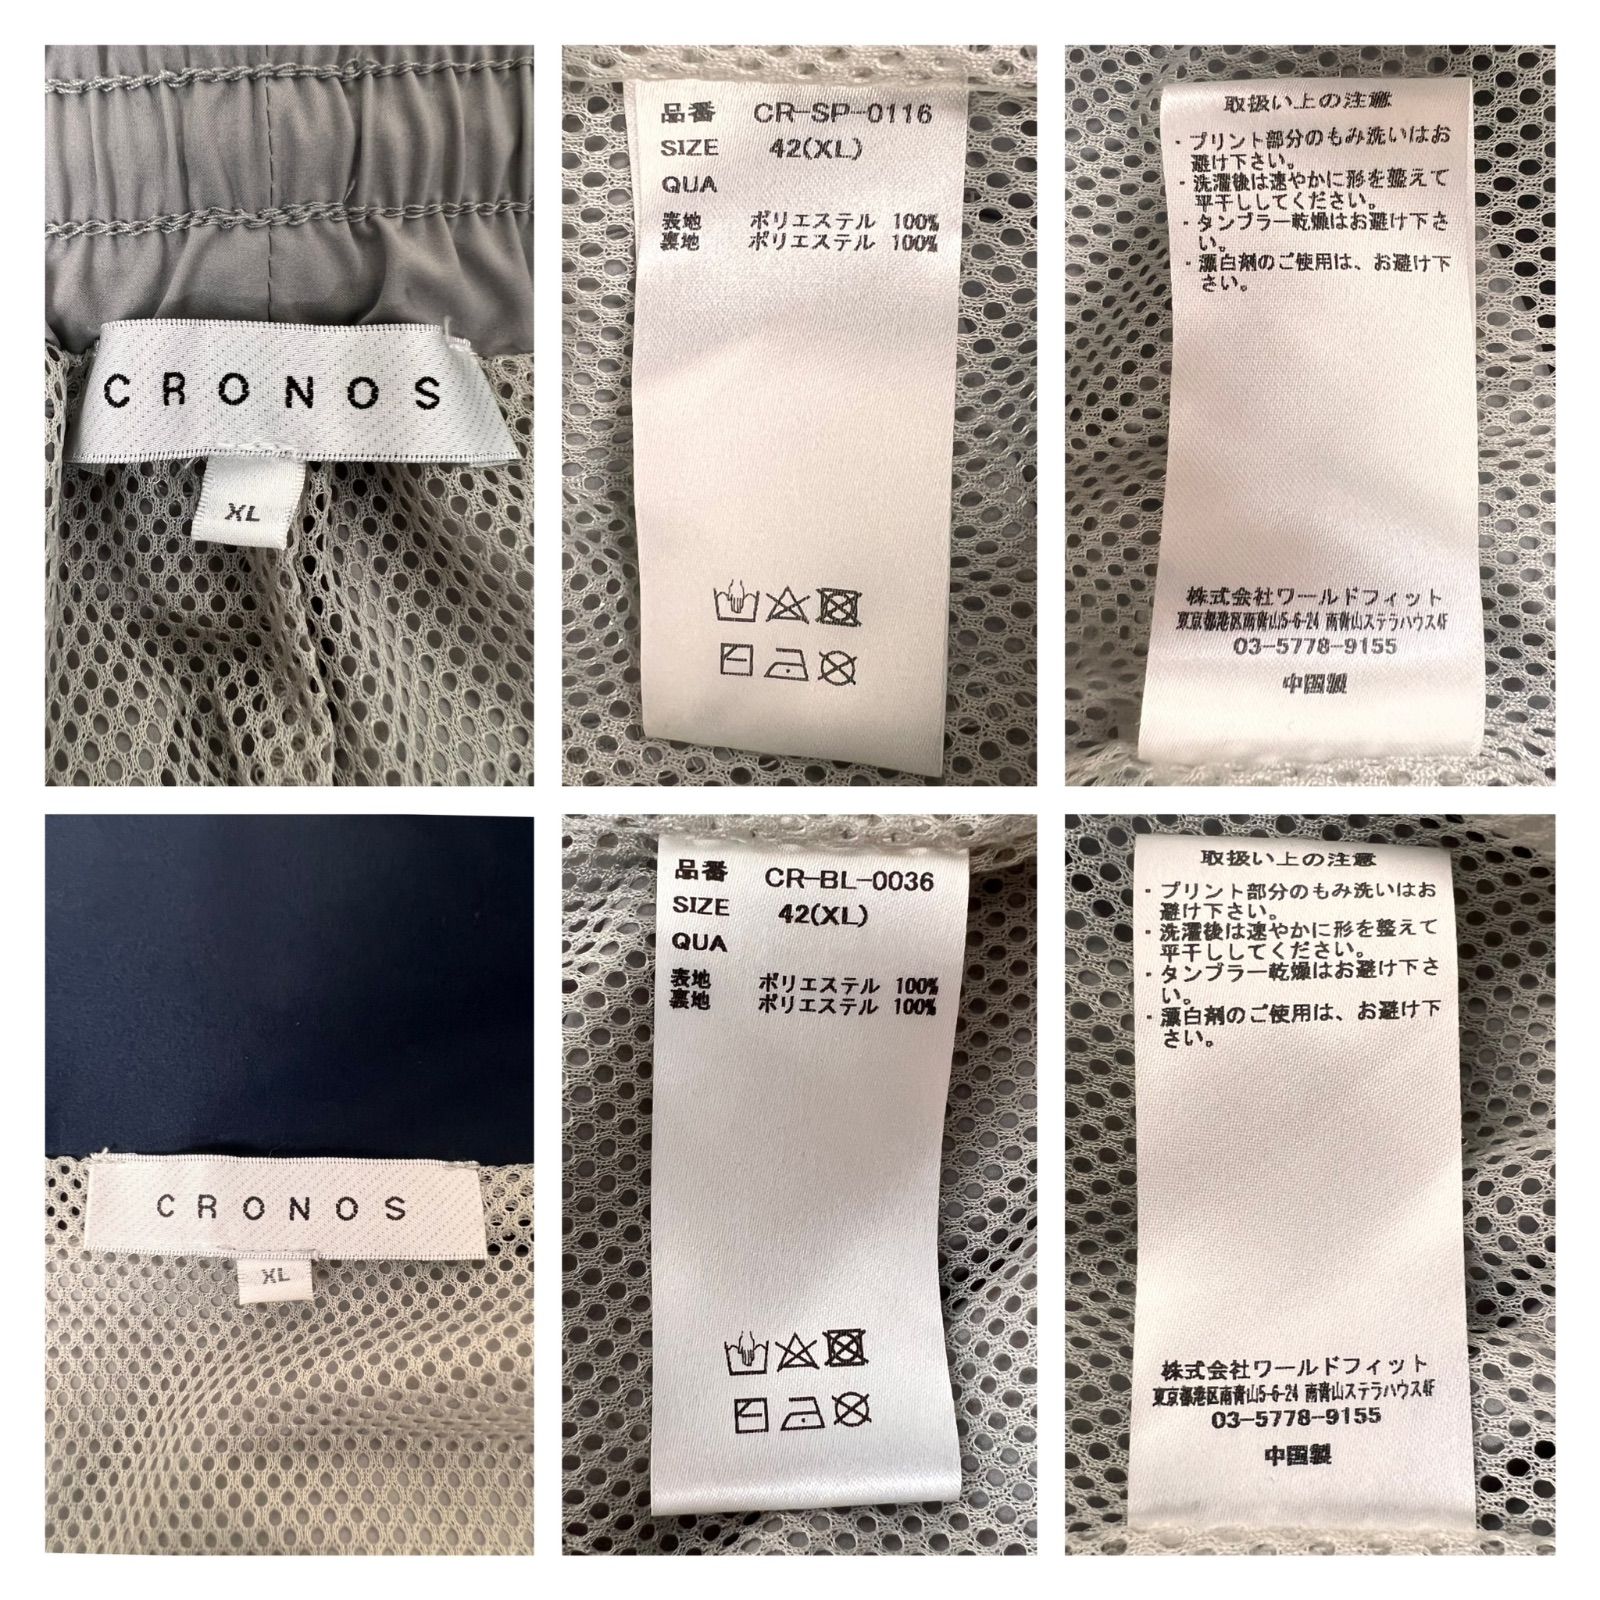 CRONOS
XL
品番 CR-SP-0116
SIZE 42(XL)
QUA
表地 ポリエステル 100%
裏地 ポリエステル 100%
取扱い上の注意
・プリント部分のもみ洗いはお
避け下さい。
・洗濯後は速やかに形を整えて
平干ししてください。
・タンブラー乾燥はお避け下さ
い。
・漂白剤のご使用は、お避け下
さい。
株式会社ワールドフィット
東京都港区南青山5-6-24 南青山ステラハウス4F
03-5778-9155
中国製
CRONOS
XL
品番 CR-BL-0036
SIZE 42(XL)
QUA
表地 ポリエステル 100%
裏地 ポリエステル 100%
取扱い上の注意
・プリント部分のもみ洗いはお
避け下さい。
・洗濯後は速やかに形を整えて
平干ししてください。
・タンブラー乾燥はお避け下さ
い。
・漂白剤のご使用は、お避け下
さい。
株式会社ワールドフィット
東京都港区南青山5-6-24 南青山ステラハウス4F
03-5778-9155
中国製